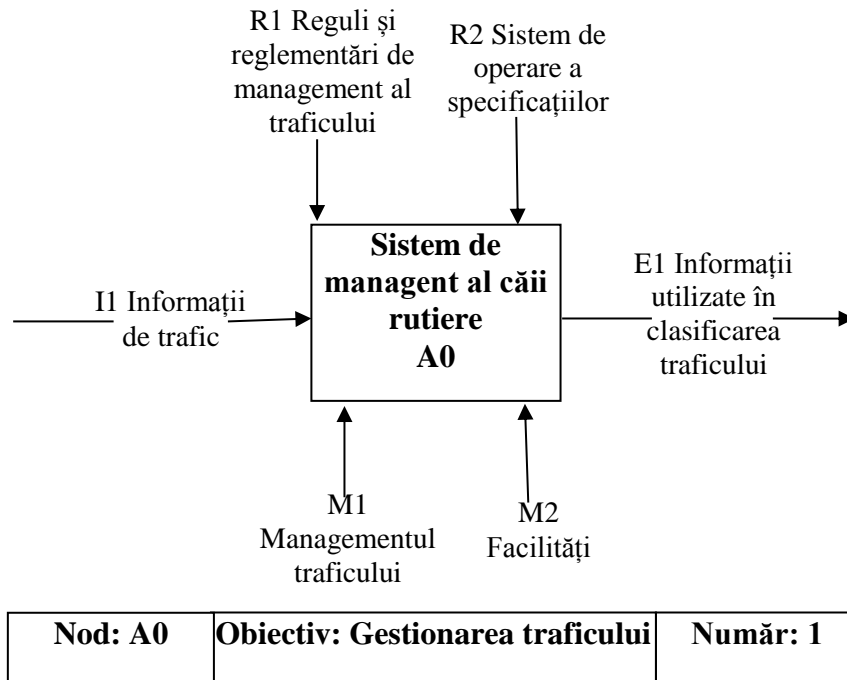 R1 Reguli și
reglementări de
management al
traficului
R2 Sistem de
operare a
specificațiilor
Sistem de
managent al căii
rutiere
A0
I1 Informații
de trafic
E1 Informații
utilizate în
clasificarea
traficului
M1
Managementul
traficului
M2
Facilități
Nod: A0 Obiectiv: Gestionarea traficului Număr: 1